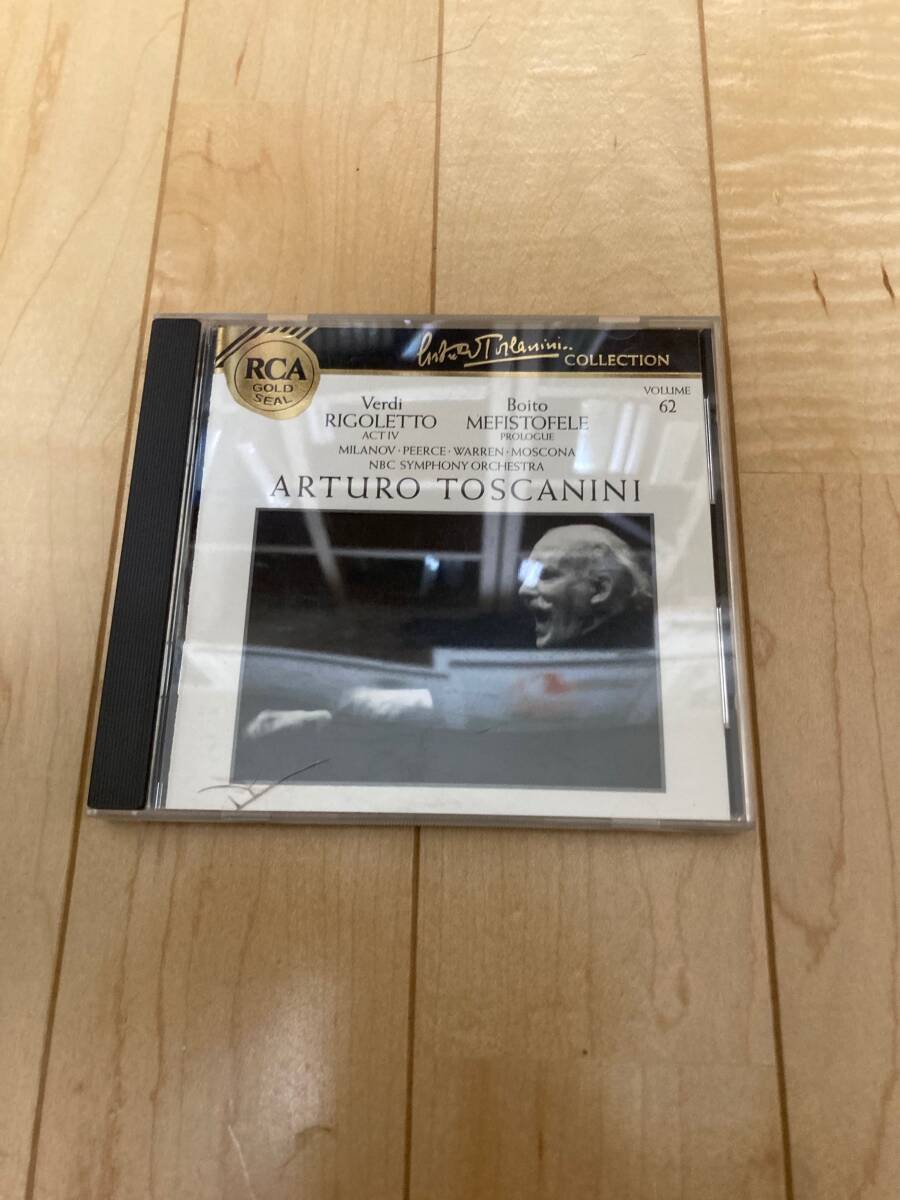 RCA
GOLD
SEAL
Arturo Toscanini
COLLECTION
VOLUME
62
Verdi
RIGOLETTO
ACT IV
Boito
MEFISTOFELE
PROLOGUE
MILANOV · PEERCE · WARREN · MOSCONA
NBC SYMPHONY ORCHESTRA
ARTURO TOSCANINI